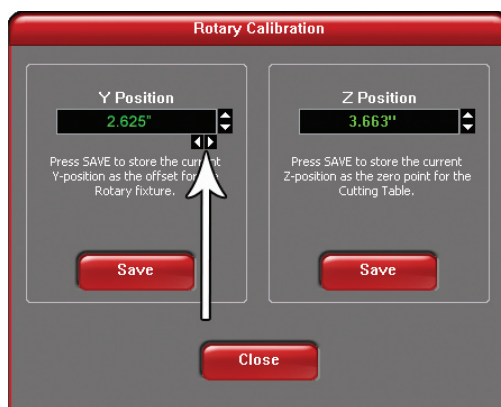 Rotary Calibration
Y Position
2.625"
Press SAVE to store the current
Y-position as the offset for the
Rotary fixture.
Save
Z Position
3.663"
Press SAVE to store the current
Z-position as the zero point for the
Cutting Table.
Save
Close